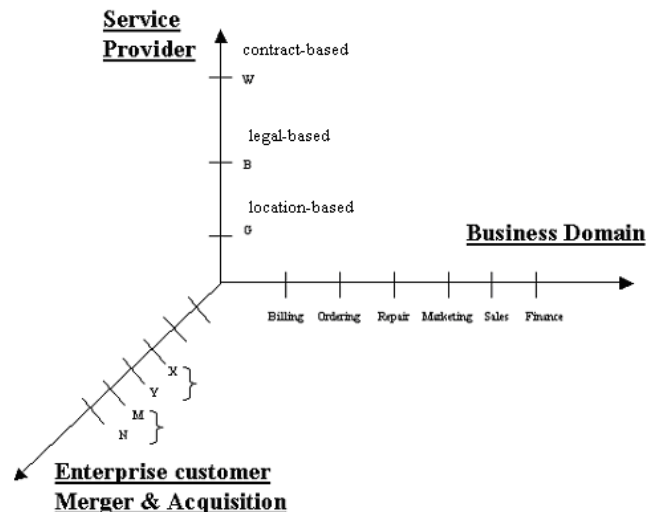 Service
Provider
contract-based
W
legal-based
B
location-based
G
Business Domain
Billing Ordering Repair Marketing Sales Finance
X
Y
M
N
Enterprise customer
Merger & Acquisition